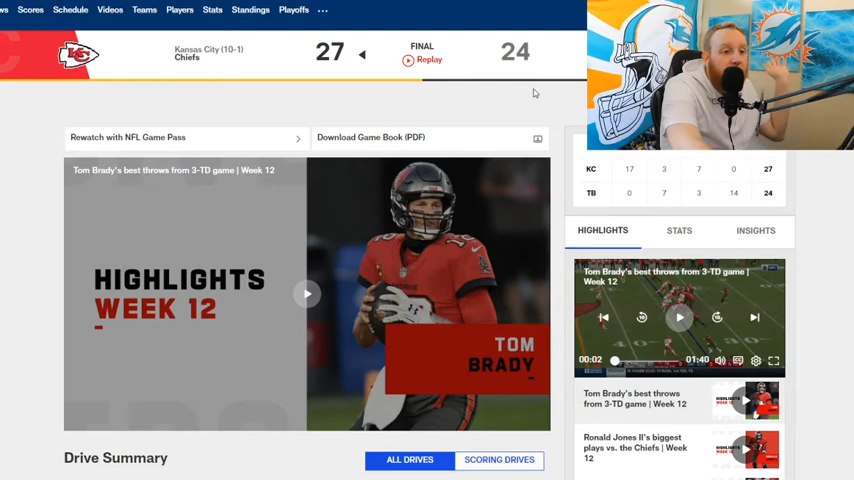 Scores Schedule Videos Teams Players Stats Standings Playoffs ...
Kansas City (10-1)
Chiefs
27
FINAL
Replay
24
Rewatch with NFL Game Pass
Download Game Book (PDF)
Tom Brady's best throws from 3-TD game | Week 12
HIGHLIGHTS
WEEK 12
TOM
BRADY
Drive Summary
ALL DRIVES
SCORING DRIVES
KC 17 3 7 0 27
TB 0 7 3 14 24
HIGHLIGHTS
STATS
INSIGHTS
Tom Brady's best throws from 3-TD game |
Week 12
10
10
00:02
01:40
Tom Brady's best throws
from 3-TD game | Week 12
Ronald Jones II's biggest
plays vs. the Chiefs | Week
12